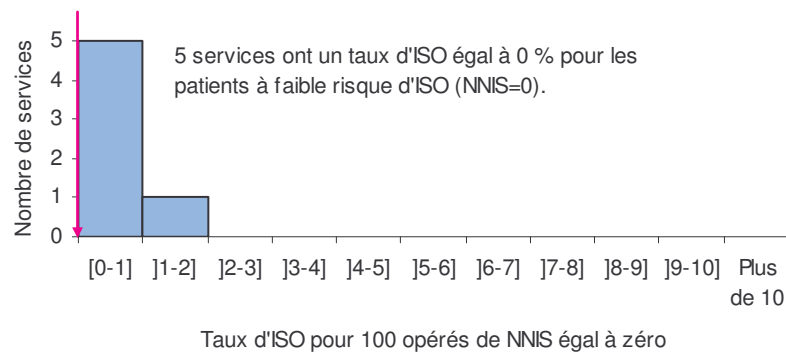 5 services ont un taux d'ISO égal à 0 % pour les
patients à faible risque d'ISO (NNIS=0).
Nombre de services
5
4
3
2
1
0
[0-1] ]1-2] ]2-3] ]3-4] ]4-5] ]5-6] ]6-7] ]7-8] ]8-9] ]9-10] Plus
de 10
Taux d'ISO pour 100 opérés de NNIS égal à zéro